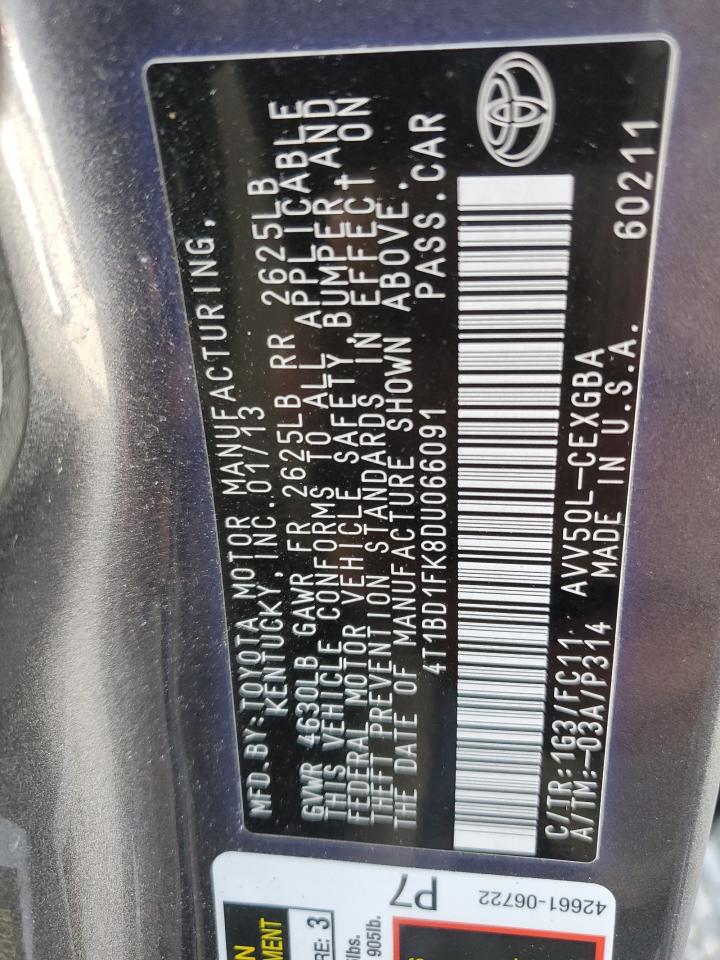 MFD.BY:TOYOTA MOTOR MANUFACTURING,
KENTUCKY, INC.01/13
GVWR 4630LB GAWR FR 2625LB RR 2625LB
THIS VEHICLE CONFORMS TO ALL APPLICABLE
FEDERAL MOTOR VEHICLE SAFETY,BUMPER AND
THEFT PREVENTION STANDARDS IN EFFECT ON
THE DATE OF MANUFACTURE SHOWN ABOVE.
4T1BD1FK8DU066091 PASS.CAR
C/TR:1G3/FC11 AVV50L-CEXGBA
A/TM:-03A/P314 MADE IN U.S.A. 60211
P7
42661-06722
3
905lb.